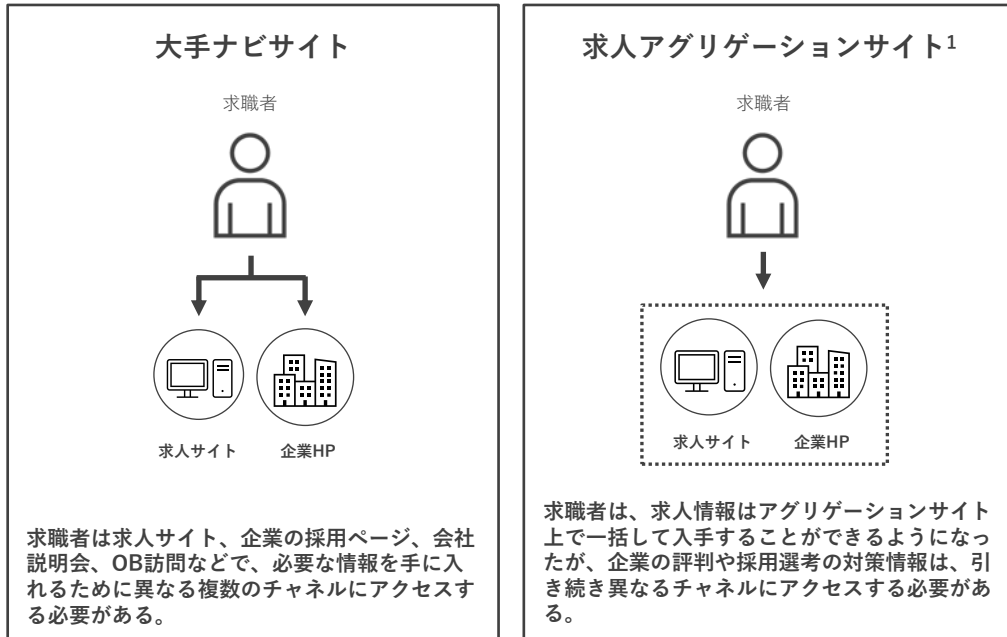 大手ナビサイト
求職者
求人サイト
企業HP
求職者は求人サイト、企業の採用ページ、会社
説明会、OB訪問などで、必要な情報を手に入
れるために異なる複数のチャネルにアクセスす
る必要がある。
求人アグリゲーションサイト1
求職者
求人サイト
企業HP
求職者は、求人情報はアグリゲーションサイト
上で一括して入手することができるようになっ
たが、企業の評判や採用選考の対策情報は、引
き続き異なるチャネルにアクセスする必要があ
る。